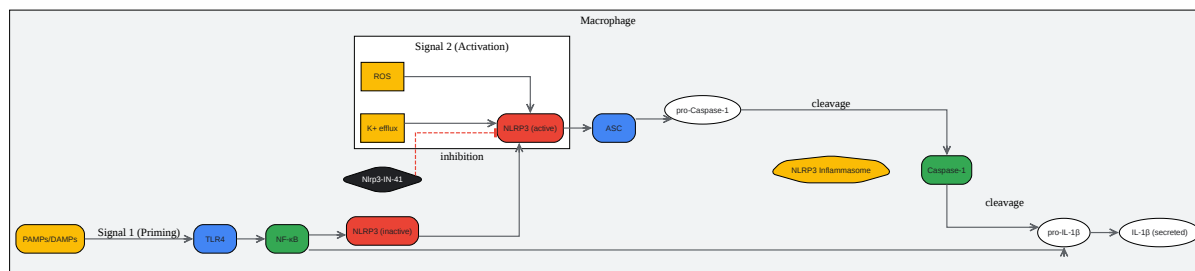 Macrophage
Signal 2 (Activation)
ROS
K+ efflux
NLRP3 (active)
ASC
pro-Caspase-1
cleavage
inhibition
Nlrp3-IN-41
NLRP3 Inflammasome
Caspase-1
cleavage
PAMPs/DAMPs
Signal 1 (Priming)
TLR4
NF-κB
NLRP3 (inactive)
pro-IL-1β
IL-1β (secreted)